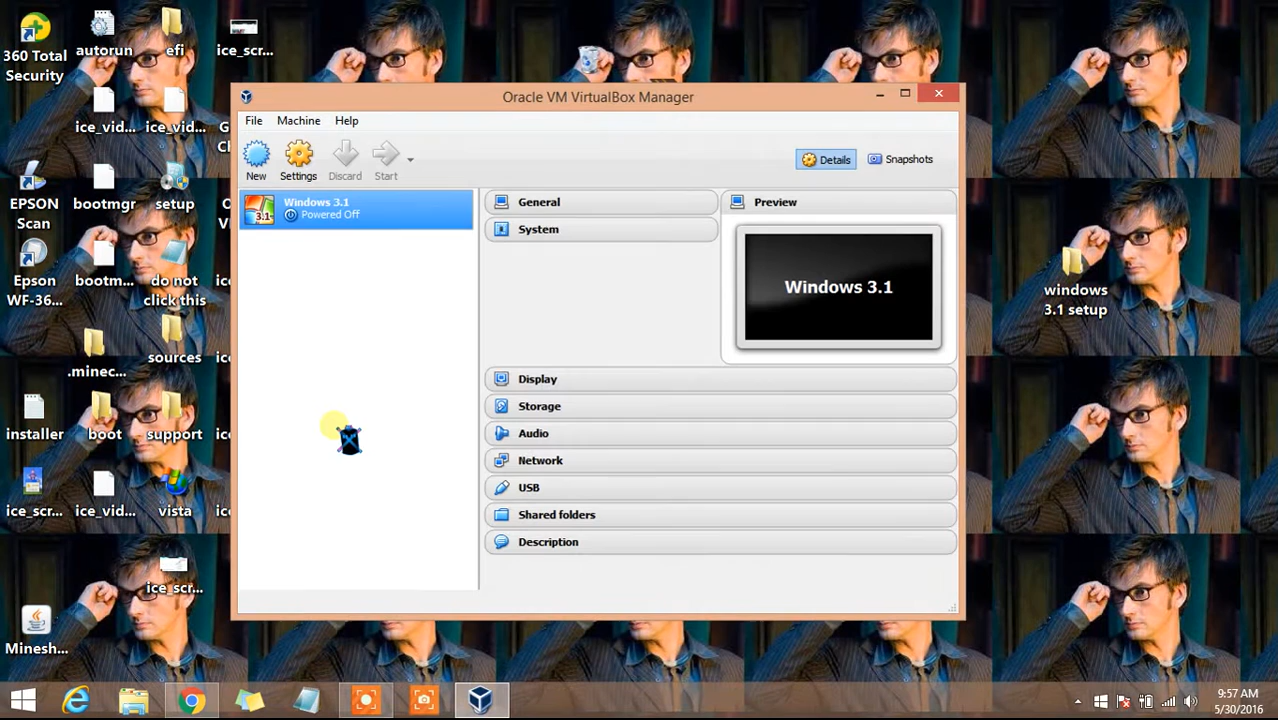 360 Total
Security
autorun
efi
ice_scr...
ice_vid...
ice_vid...
EPSON
Scan
bootmgr
setup
Epson
WF-36...
bootm...
do not
click this
.minec...
sources
installer
boot
support
ice_scr...
ice_vid...
vista
ice_scr...
Minesh...
Oracle VM VirtualBox Manager
File Machine Help
New Settings Discard Start
Details Snapshots
Windows 3.1
Powered Off
3.1
General
System
Preview
Windows 3.1
Display
Storage
Audio
Network
USB
Shared folders
Description
windows
3.1 setup
9:57 AM
5/30/2016